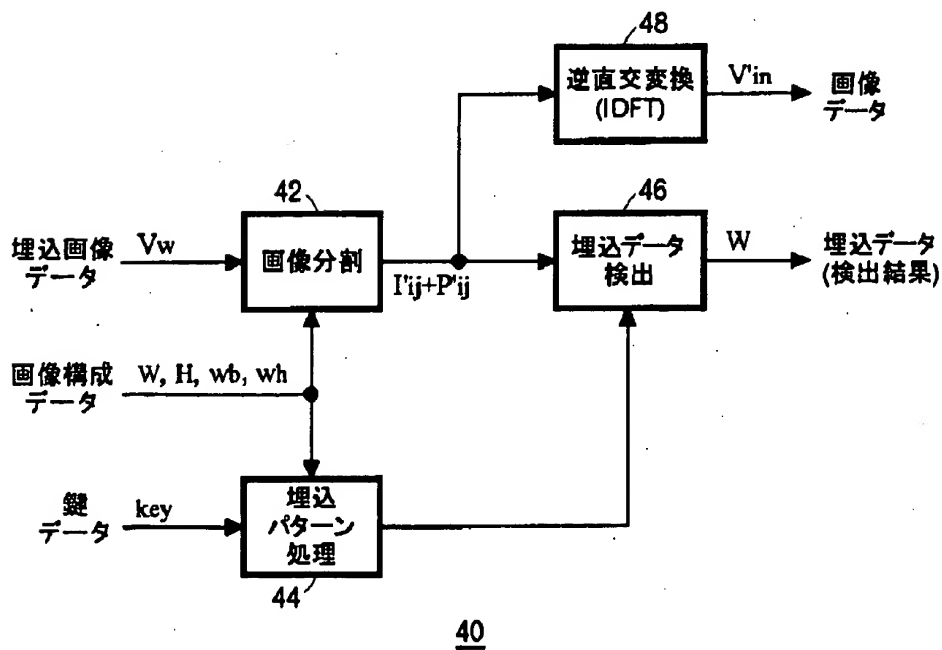 48
逆直交変換
(IDFT)
V'in
画像
データ
42
46
埋込画像
データ
Vw
画像分割
I'ij+P'ij
埋込データ
検出
W
埋込データ
(検出結果)
画像構成
データ
W, H, wb, wh
鍵
データ
key
埋込
パターン
処理
44
40